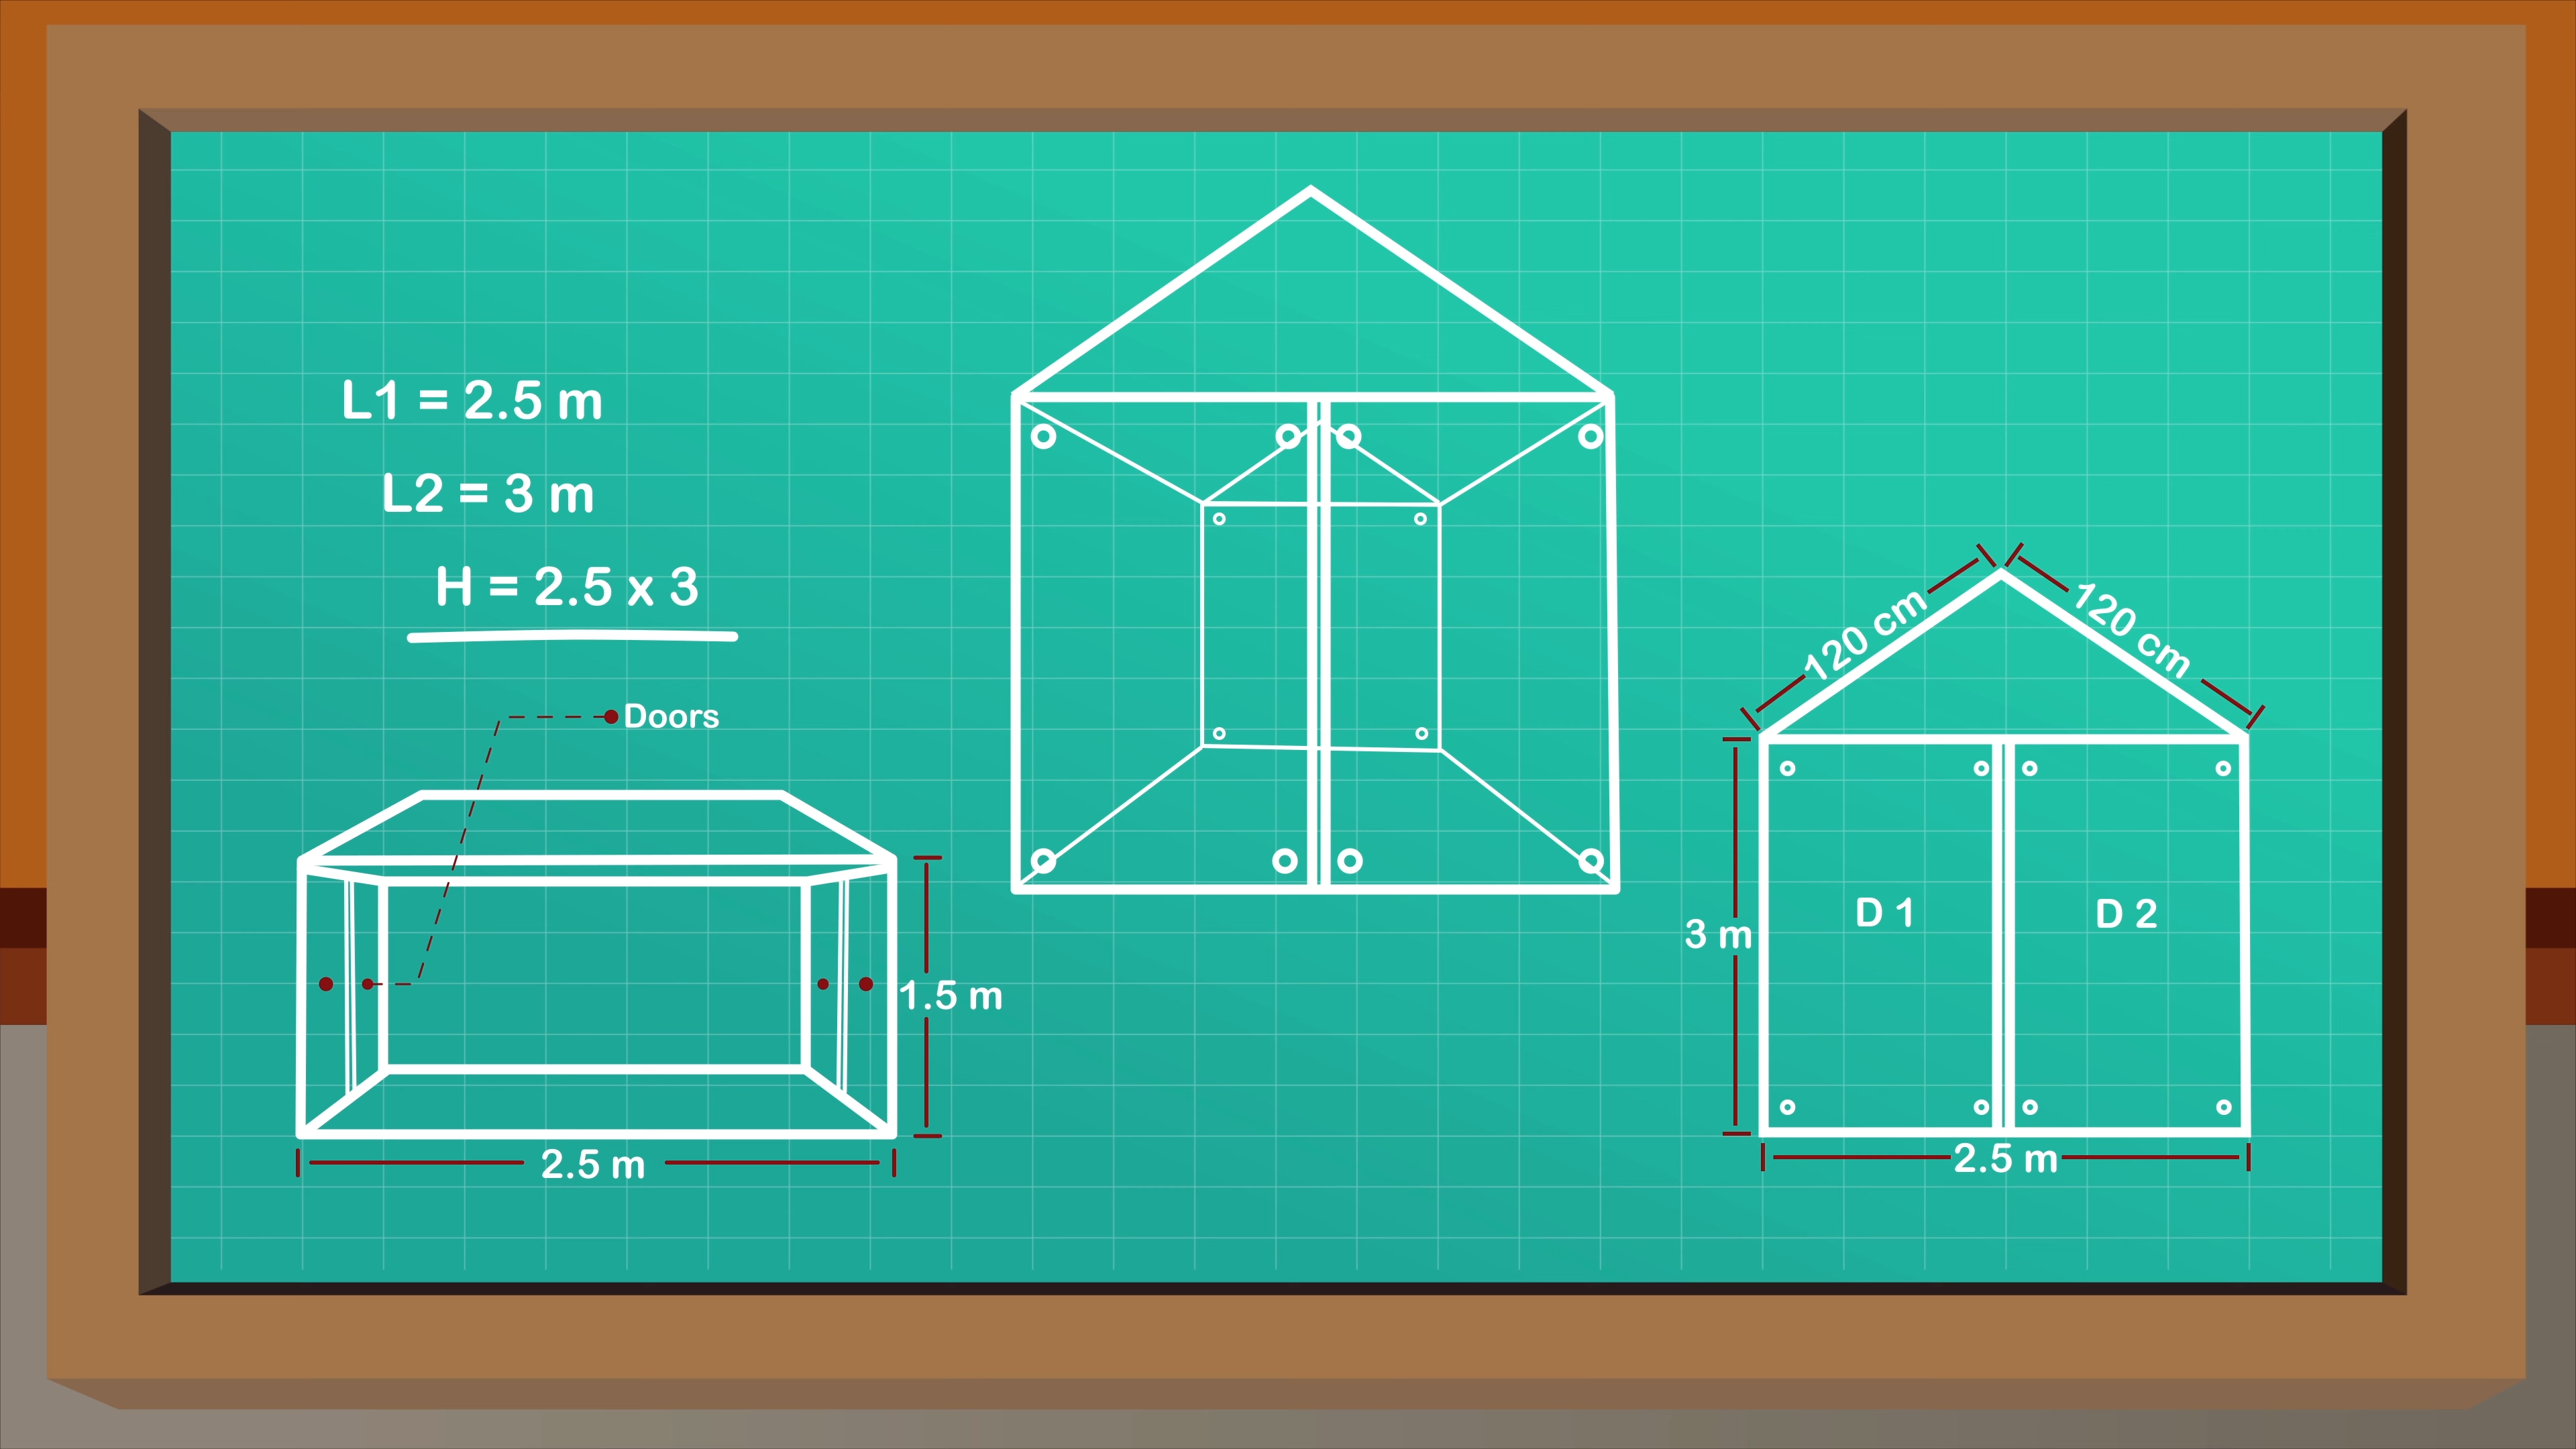 L1 = 2.5 m
L2 = 3 m
H = 2.5 x 3
Doors
1.5 m
2.5 m
120 cm
120 cm
3 m
D 1
D 2
2.5 m